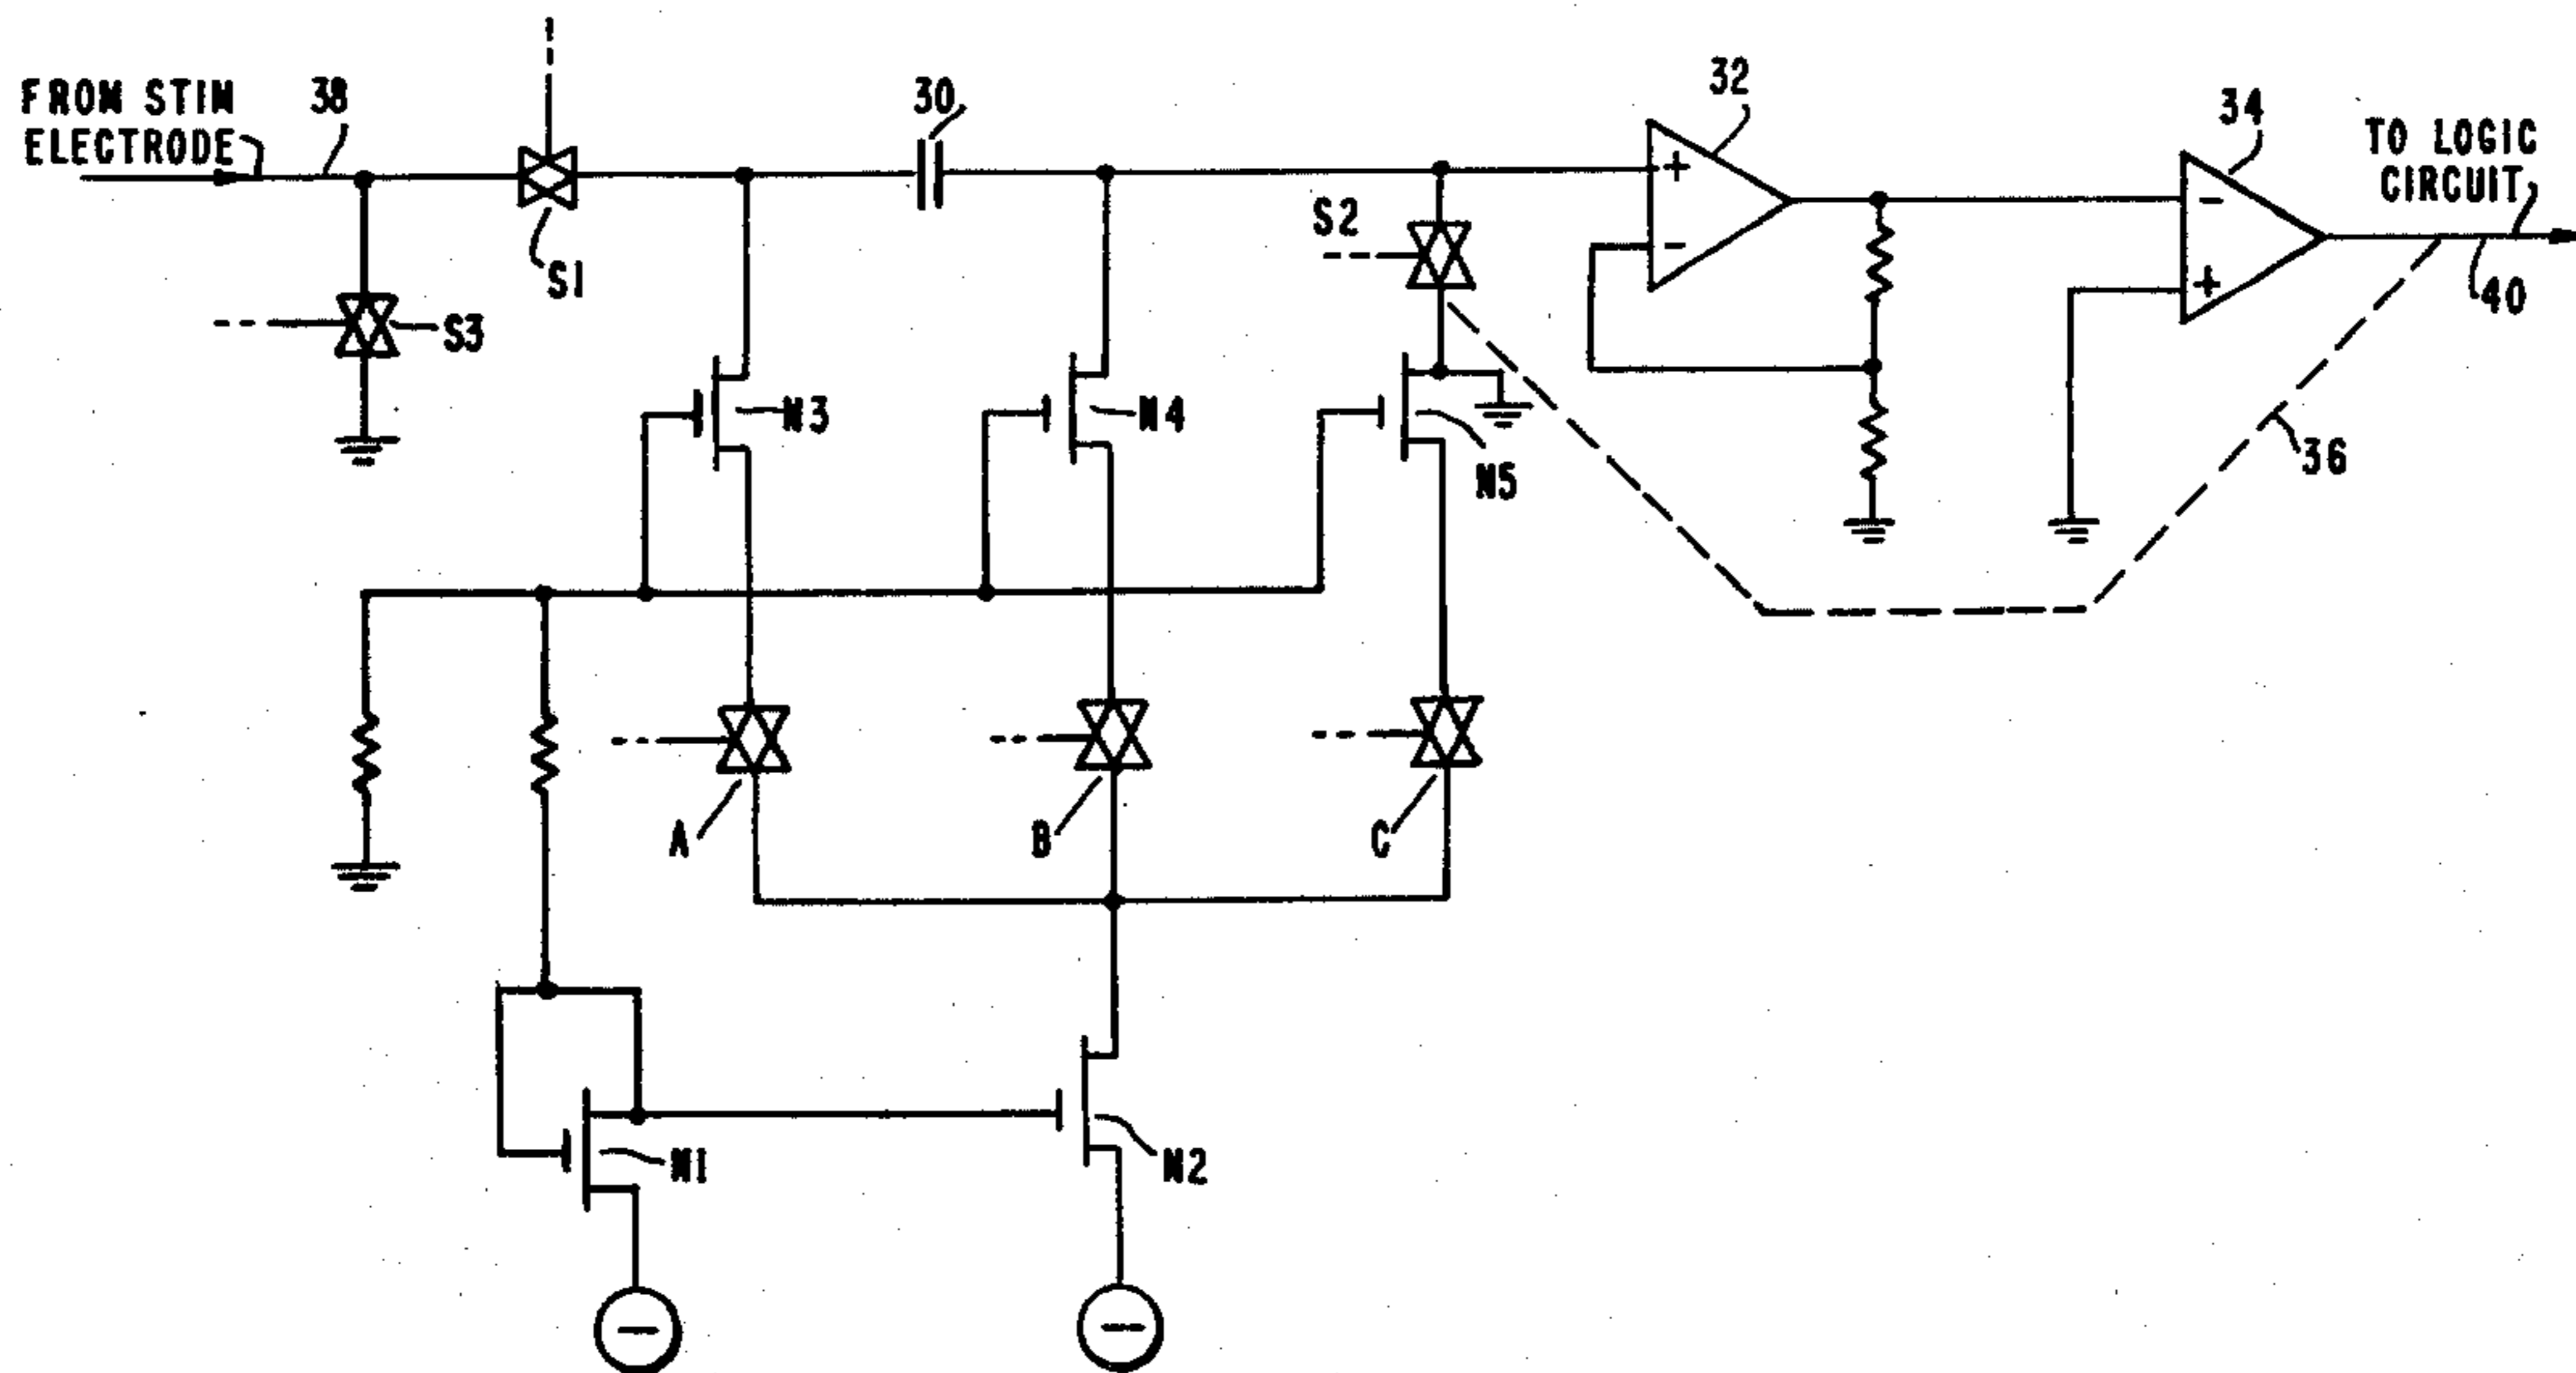 FROM STIM
ELECTRODE
38
S1
S3
30
S2
32
34
TO LOGIC
CIRCUIT
40
36
N3
N4
N5
A
B
C
N1
N2
+
-
-
+